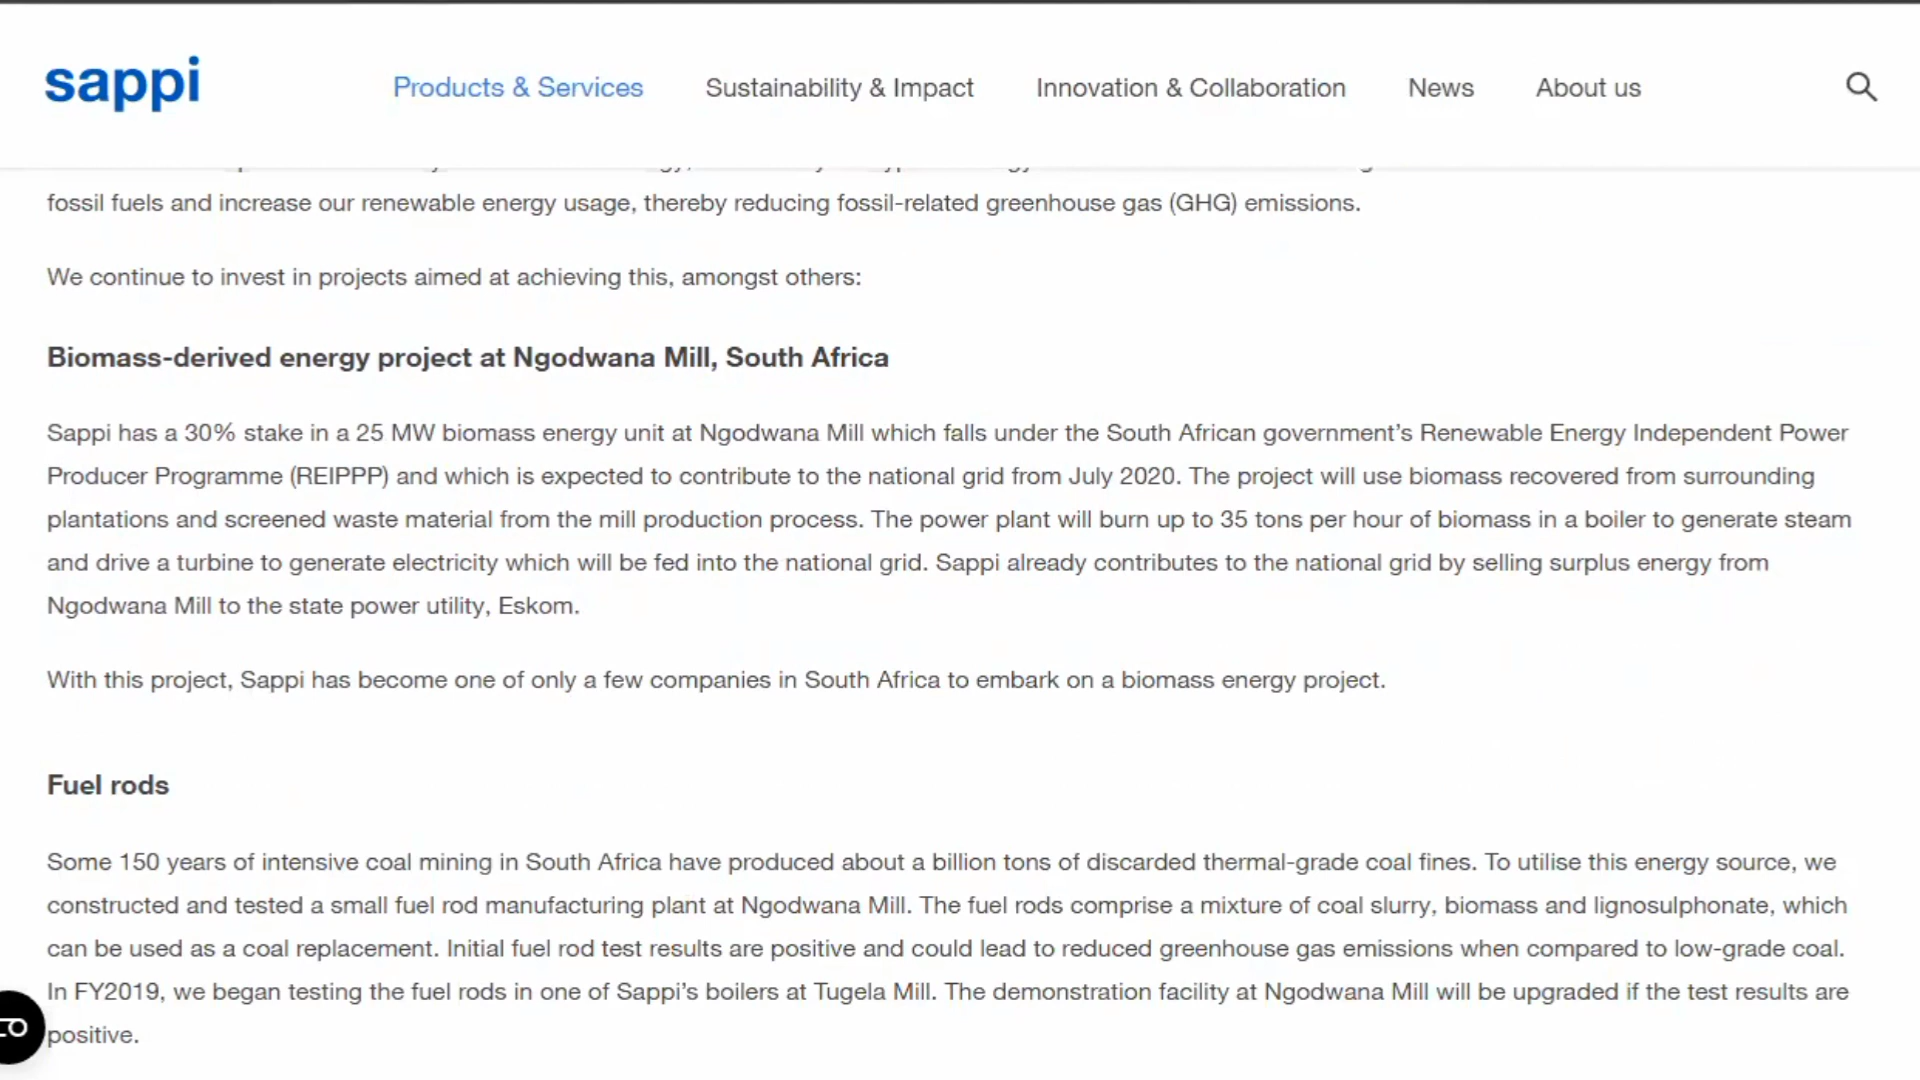 sappi
Products & Services
Sustainability & Impact
Innovation & Collaboration
News
About us
fossil fuels and increase our renewable energy usage, thereby reducing fossil-related greenhouse gas (GHG) emissions.
We continue to invest in projects aimed at achieving this, amongst others:
Biomass-derived energy project at Ngodwana Mill, South Africa
Sappi has a 30% stake in a 25 MW biomass energy unit at Ngodwana Mill which falls under the South African government’s Renewable Energy Independent Power
Producer Programme (REIPPP) and which is expected to contribute to the national grid from July 2020. The project will use biomass recovered from surrounding
plantations and screened waste material from the mill production process. The power plant will burn up to 35 tons per hour of biomass in a boiler to generate steam
and drive a turbine to generate electricity which will be fed into the national grid. Sappi already contributes to the national grid by selling surplus energy from
Ngodwana Mill to the state power utility, Eskom.
With this project, Sappi has become one of only a few companies in South Africa to embark on a biomass energy project.
Fuel rods
Some 150 years of intensive coal mining in South Africa have produced about a billion tons of discarded thermal-grade coal fines. To utilise this energy source, we
constructed and tested a small fuel rod manufacturing plant at Ngodwana Mill. The fuel rods comprise a mixture of coal slurry, biomass and lignosulphonate, which
can be used as a coal replacement. Initial fuel rod test results are positive and could lead to reduced greenhouse gas emissions when compared to low-grade coal.
In FY2019, we began testing the fuel rods in one of Sappi’s boilers at Tugela Mill. The demonstration facility at Ngodwana Mill will be upgraded if the test results are
positive.